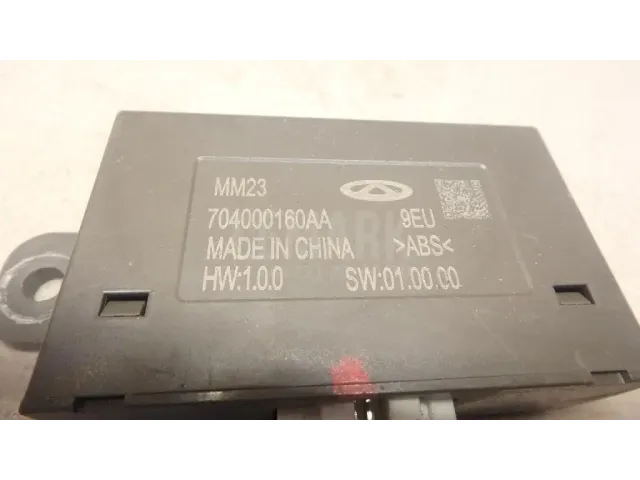 MM23
704000160AA 9EU
MADE IN CHINA >ABS<
HW:1.0.0 SW:01.00.00